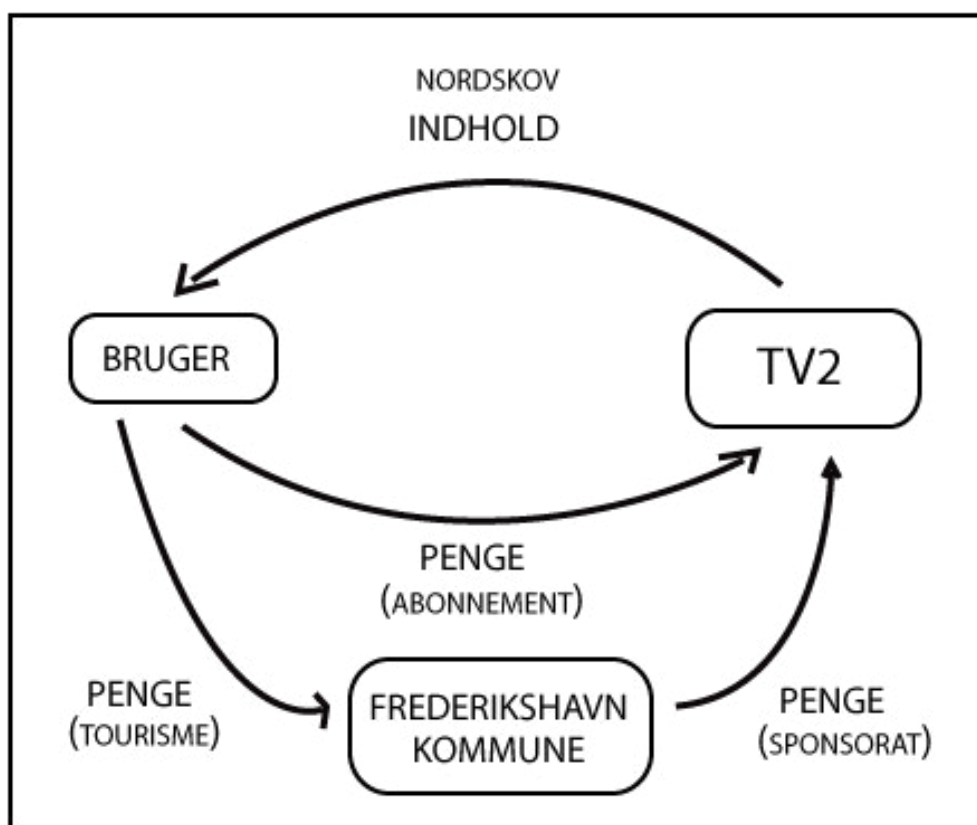 NORDSKOV
INDHOLD
BRUGER
TV2
PENGE
(ABONNEMENT)
PENGE
(TOURISME)
FREDERIKSHAVN
KOMMUNE
PENGE
(SPONSORAT)